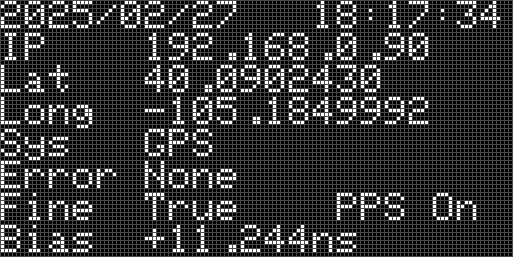 2025/02/27 18:17:34
IP 192.168.0.90
Lat 40.0902430
Long -105.1849992
Sys GPS
Error None
Fine True PPS On
Bias +11.244ns